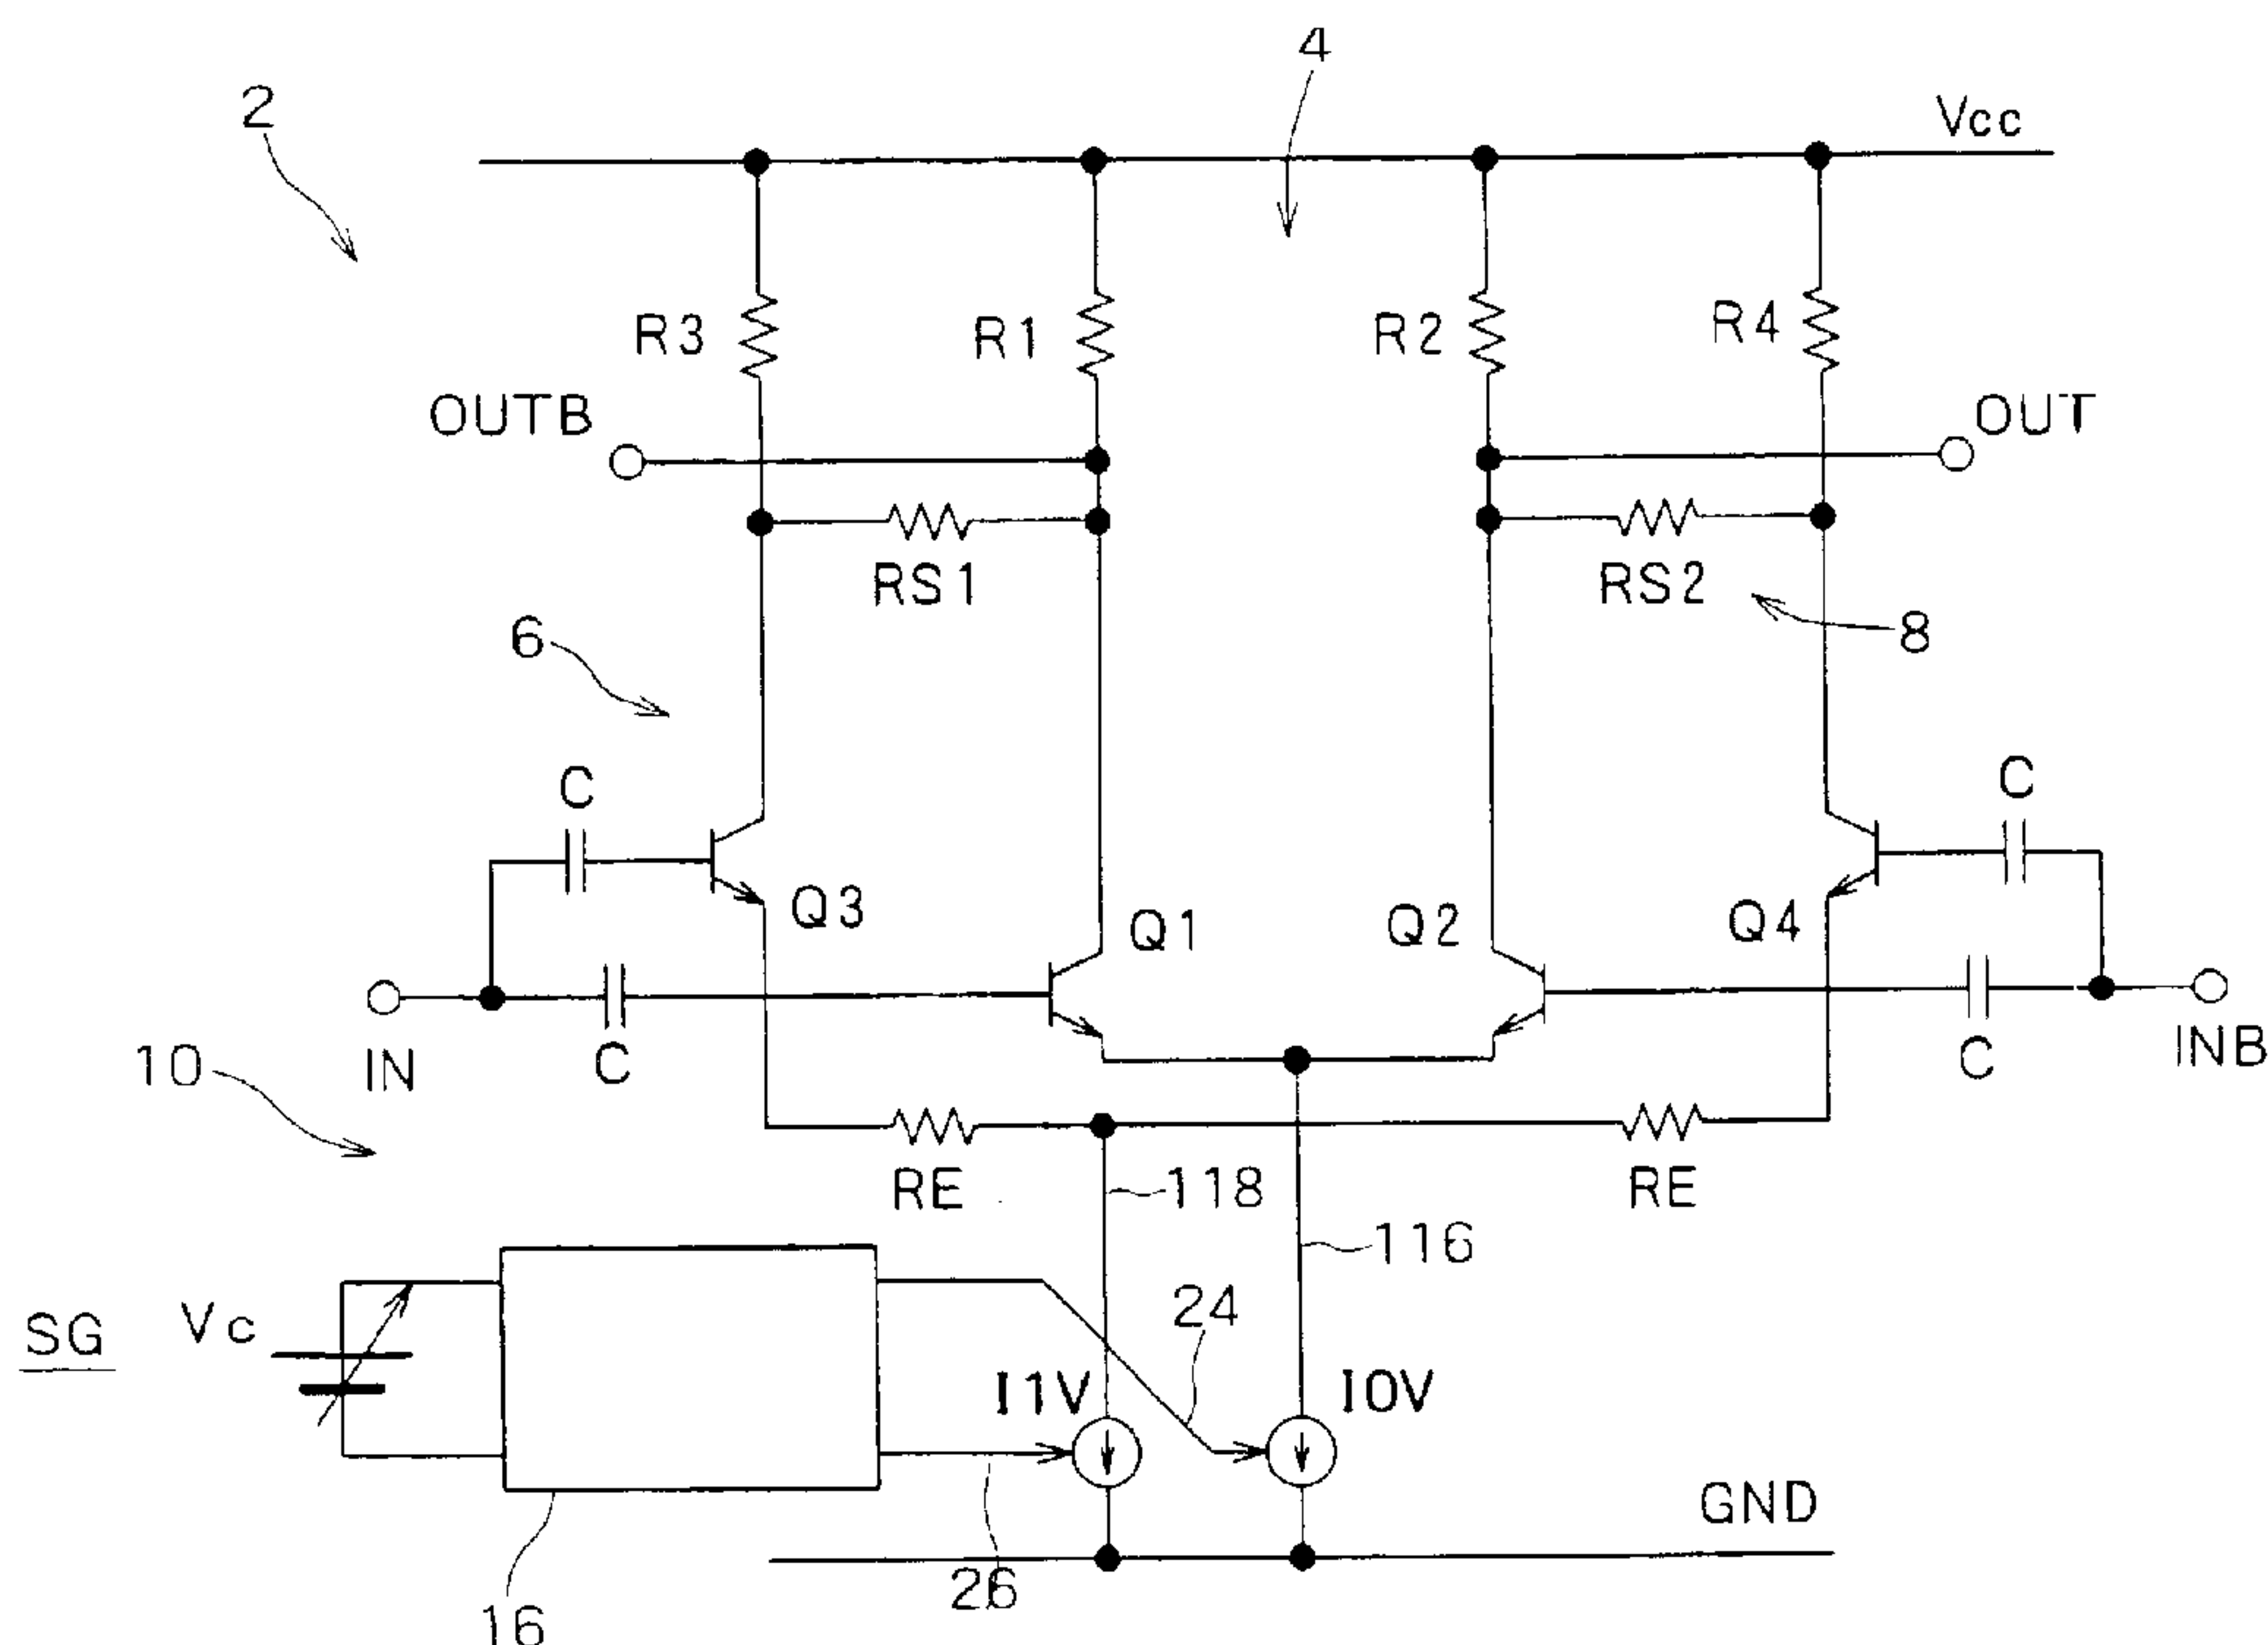 4
2
Vcc
R3
R1
R2
R4
OUTB
OUT
RS1
RS2
6
8
C
C
Q3
Q1
Q2
Q4
IN
C
C
INB
10
RE
RE
118
116
24
SG
Vc
I1V
I0V
GND
26
16